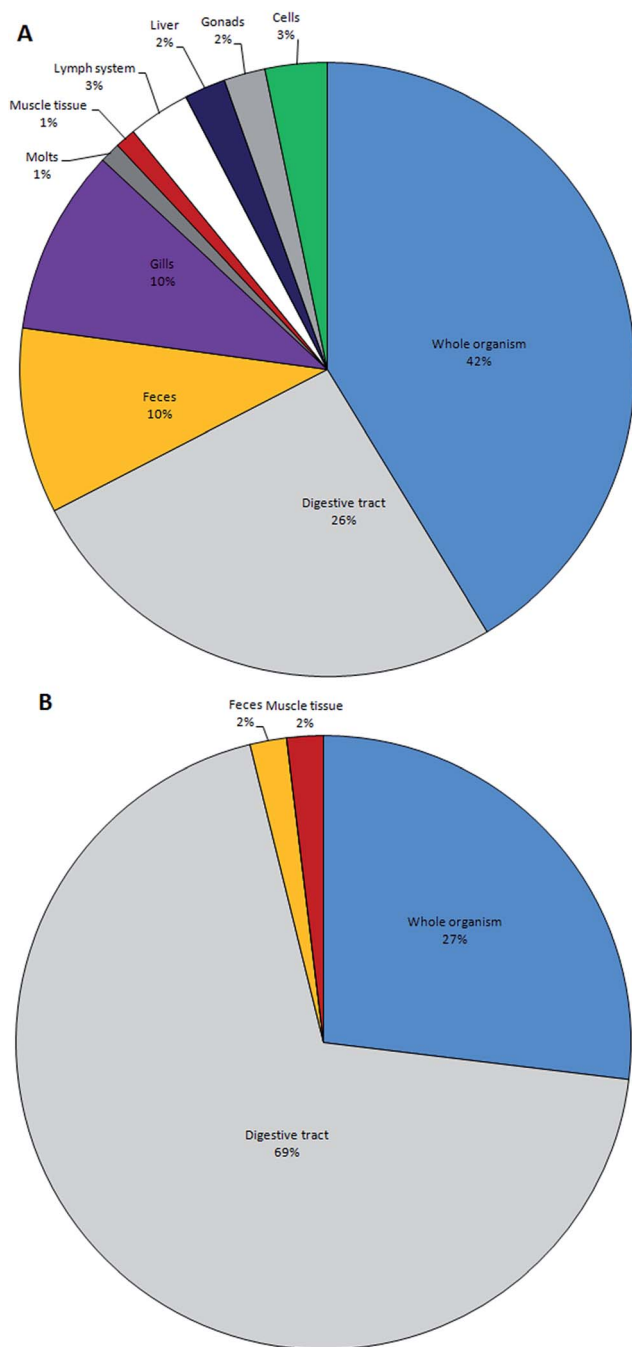 A
Cells
3%
Gonads
2%
Liver
2%
Lymph system
3%
Muscle tissue
1%
Molts
1%
Gills
10%
Whole organism
42%
Feces
10%
Digestive tract
26%
B
Feces
2%
Muscle tissue
2%
Whole organism
27%
Digestive tract
69%